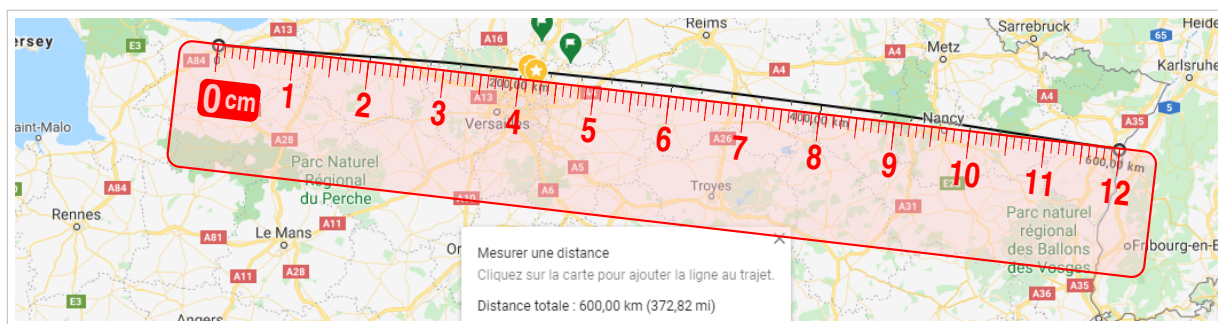 A13
A16
Reims
Sarrebruck
Heide
ersey
E3
A84
Metz
65
A4
Karlsruhe
A4
200,00 km
A13
A4
5
0 cm
1
2
3
4
5
6
7
8
9
10
11
12
Versailles
400,00 km
Nancy
A35
aint-Malo
A28
A26
600,00 km
Parc Naturel
Régional
du Perche
A5
A84
A10
A6
Troyes
A31
Rennes
Parc naturel
régional
des Ballons
des Vosges
A81
Le Mans
Or
Fribourg-en-B
A11
A28
A36
A35
E3
Angers
Mesurer une distance
Cliquez sur la carte pour ajouter la ligne au trajet.
Distance totale : 600,00 km (372,82 mi)